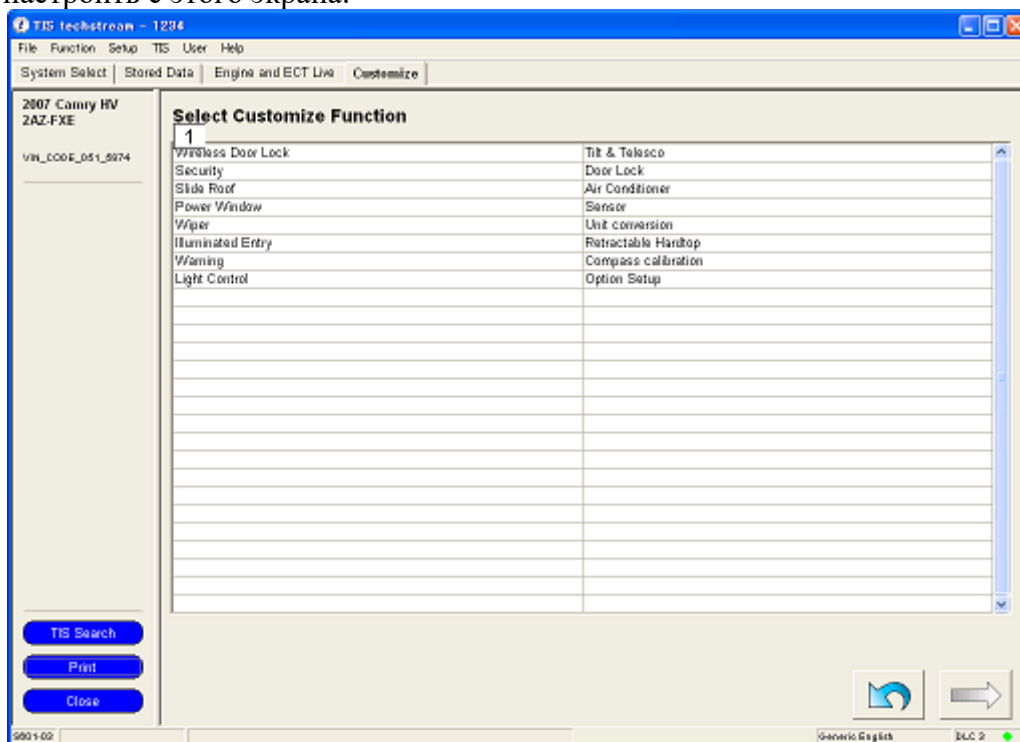 настроить с этого экрана.
TIS techstream - 1234
File Function Setup TIS User Help
System Select Stored Data Engine and ECT Live Customize
2007 Camry HV
2AZ-FXE
VIN_CODE_051_5974
Select Customize Function
1
Wireless Door Lock Tilt & Telesco
Security Door Lock
Slide Roof Air Conditioner
Power Window Sensor
Wiper Unit conversion
Illuminated Entry Retractable Hardtop
Warning Compass calibration
Light Control Option Setup
TIS Search
Print
Close
S601-02 Generic English DLC 3